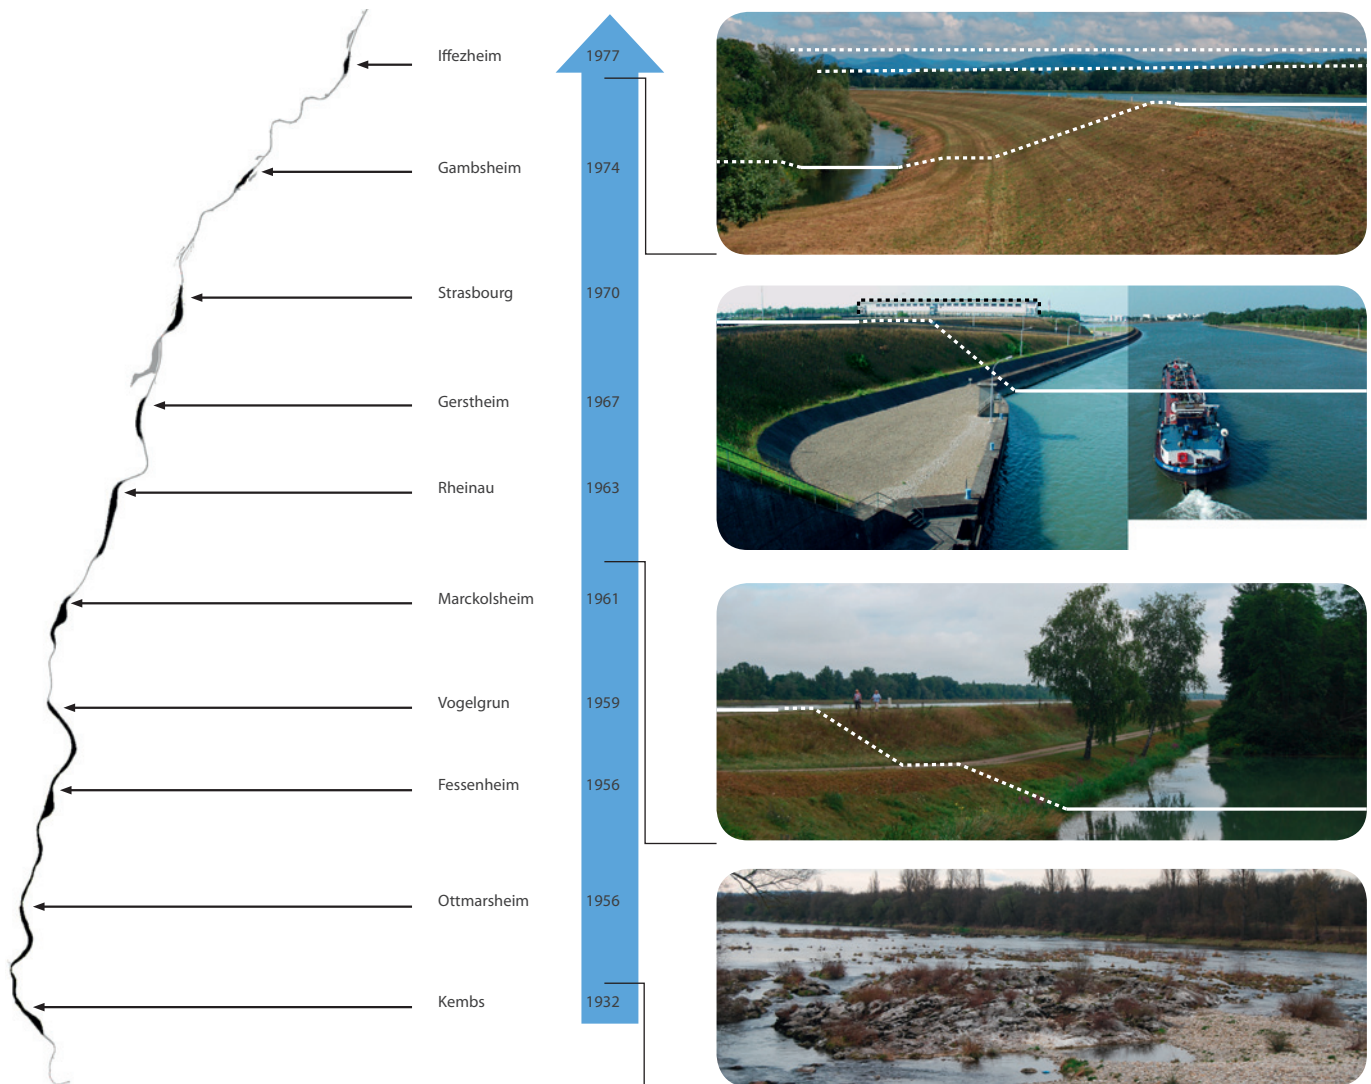 Iffezheim 1977
Gambsheim 1974
Strasbourg 1970
Gerstheim 1967
Rheinau 1963
Marckolsheim 1961
Vogelgrun 1959
Fessenheim 1956
Ottmarsheim 1956
Kembs 1932